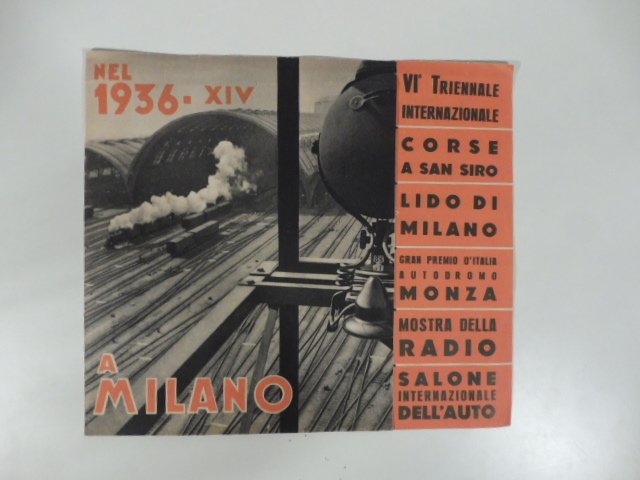 NEL
1936 · XIV
A
MILANO
VIª TRIENNALE
INTERNAZIONALE
CORSE
A SAN SIRO
LIDO DI
MILANO
GRAN PREMIO D'ITALIA
AUTODROMO
MONZA
MOSTRA DELLA
RADIO
SALONE
INTERNAZIONALE
DELL'AUTO